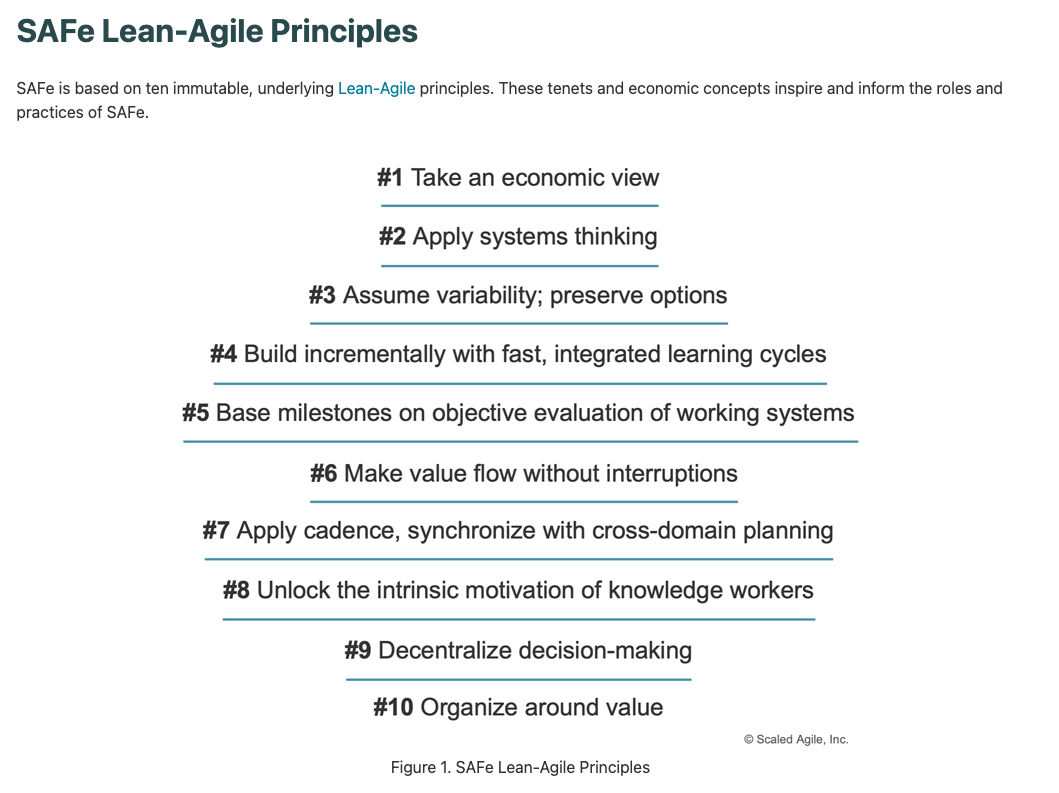 SAFe Lean-Agile Principles
SAFe is based on ten immutable, underlying Lean-Agile principles. These tenets and economic concepts inspire and inform the roles and
practices of SAFe.
#1 Take an economic view
#2 Apply systems thinking
#3 Assume variability; preserve options
#4 Build incrementally with fast, integrated learning cycles
#5 Base milestones on objective evaluation of working systems
#6 Make value flow without interruptions
#7 Apply cadence, synchronize with cross-domain planning
#8 Unlock the intrinsic motivation of knowledge workers
#9 Decentralize decision-making
#10 Organize around value
© Scaled Agile, Inc.
Figure 1. SAFe Lean-Agile Principles